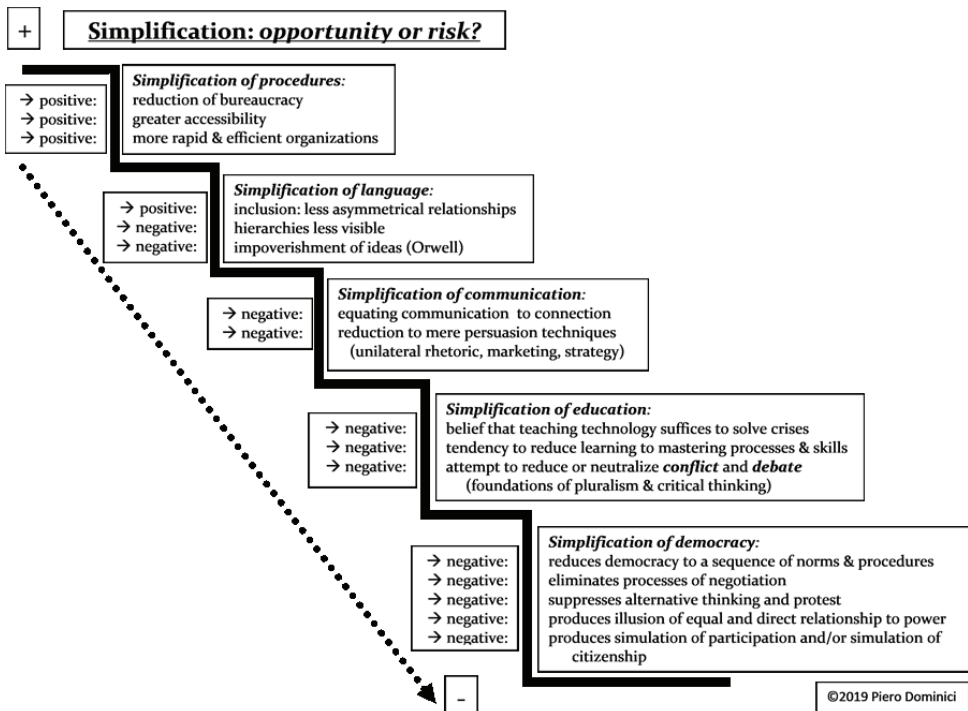 +
Simplification: opportunity or risk?
→ positive:
→ positive:
→ positive:
Simplification of procedures:
reduction of bureaucracy
greater accessibility
more rapid & efficient organizations
→ positive:
→ negative:
→ negative:
Simplification of language:
inclusion: less asymmetrical relationships
hierarchies less visible
impoverishment of ideas (Orwell)
→ negative:
→ negative:
Simplification of communication:
equating communication to connection
reduction to mere persuasion techniques
(unilateral rhetoric, marketing, strategy)
→ negative:
→ negative:
→ negative:
Simplification of education:
belief that teaching technology suffices to solve crises
tendency to reduce learning to mastering processes & skills
attempt to reduce or neutralize conflict and debate
(foundations of pluralism & critical thinking)
→ negative:
→ negative:
→ negative:
→ negative:
→ negative:
Simplification of democracy:
reduces democracy to a sequence of norms & procedures
eliminates processes of negotiation
suppresses alternative thinking and protest
produces illusion of equal and direct relationship to power
produces simulation of participation and/or simulation of
citizenship
-
©2019 Piero Dominici